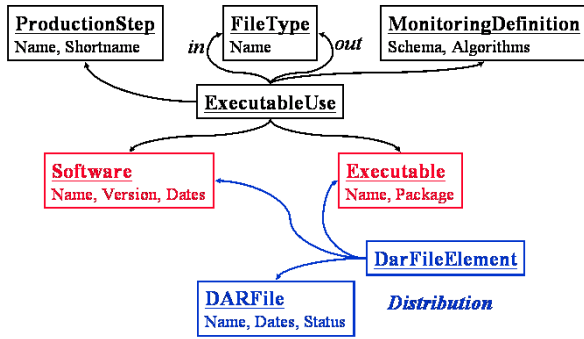 ProductionStep
Name, Shortname
in
FileType
Name
out
MonitoringDefinition
Schema, Algorithms
ExecutableUse
Software
Name, Version, Dates
Executable
Name, Package
DarFileElement
DARFile
Name, Dates, Status
Distribution